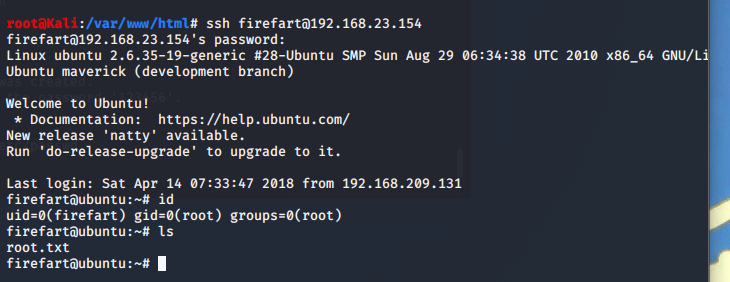 root@Kali:/var/www/html# ssh firefart@192.168.23.154
firefart@192.168.23.154's password:
Linux ubuntu 2.6.35-19-generic #28-Ubuntu SMP Sun Aug 29 06:34:38 UTC 2010 x86_64 GNU/Li
Ubuntu maverick (development branch)
Welcome to Ubuntu!
* Documentation:  https://help.ubuntu.com/
New release 'natty' available.
Run 'do-release-upgrade' to upgrade to it.
Last login: Sat Apr 14 07:33:47 2018 from 192.168.209.131
firefart@ubuntu:~# id
uid=0(firefart) gid=0(root) groups=0(root)
firefart@ubuntu:~# ls
root.txt
firefart@ubuntu:~#